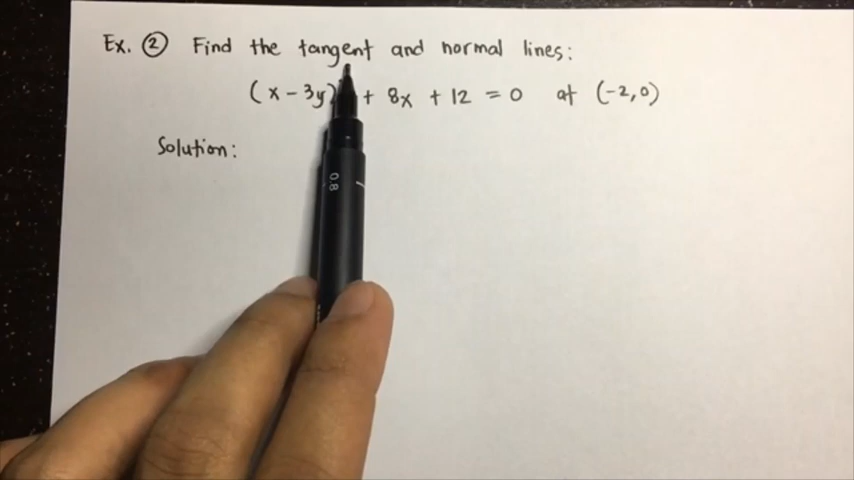 Ex. ② Find the tangent and normal lines:
(x - 3y) + 8x + 12 = 0 at (-2,0)
Solution:
0.8